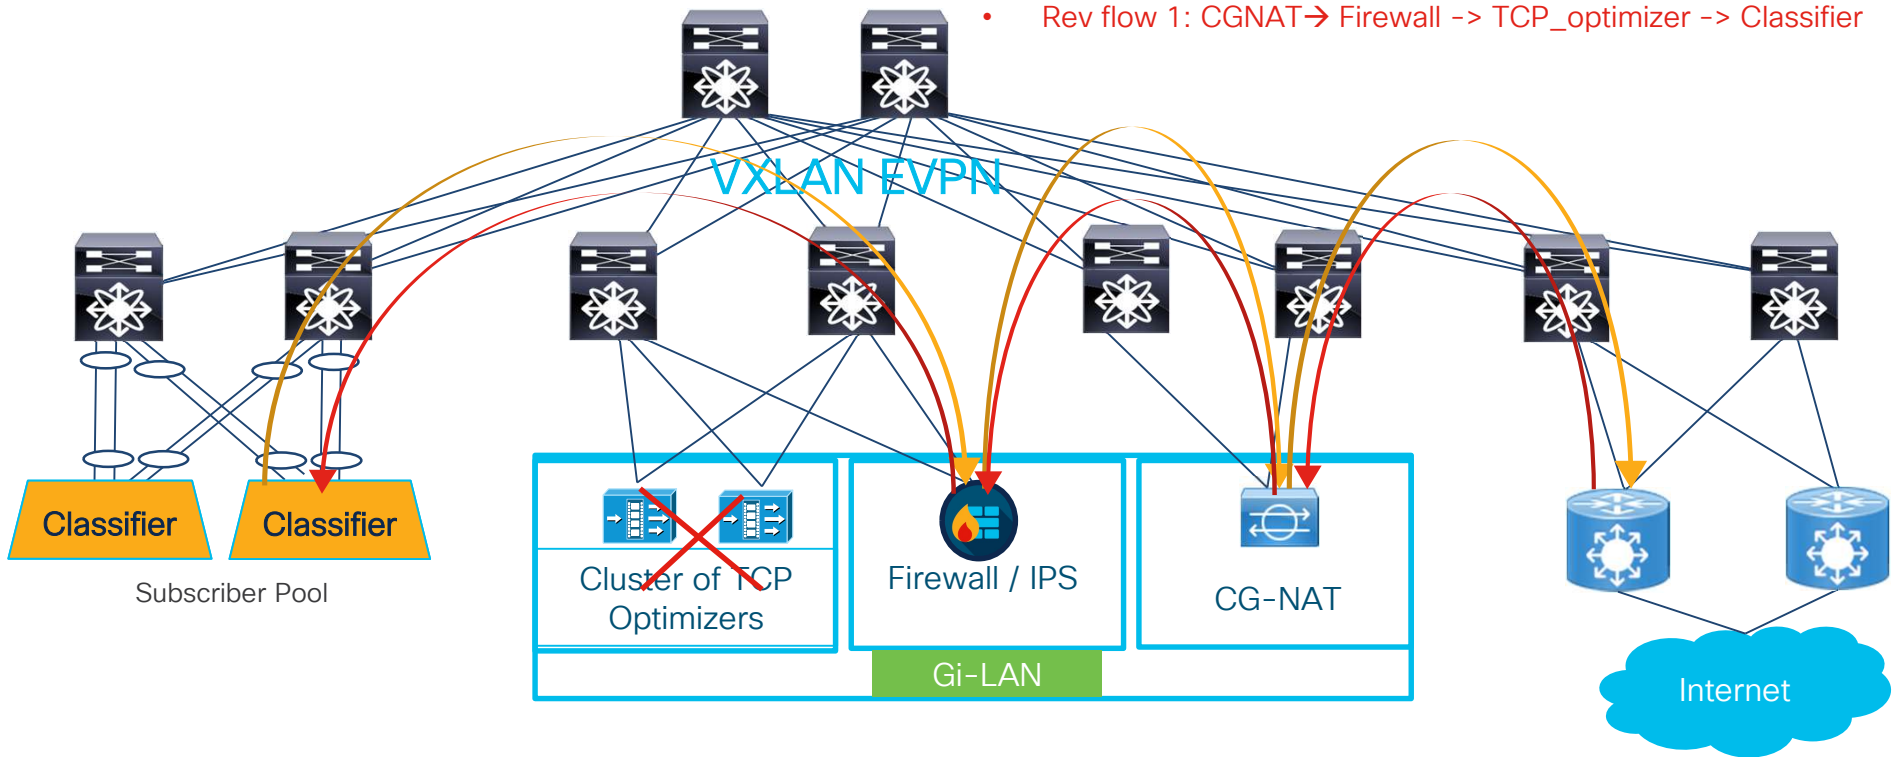 • Rev flow 1: CGNAT→ Firewall -> TCP_optimizer -> Classifier
VXLAN EVPN
Classifier
Classifier
Subscriber Pool
Cluster of TCP
Optimizers
Firewall / IPS
CG-NAT
Gi-LAN
Internet